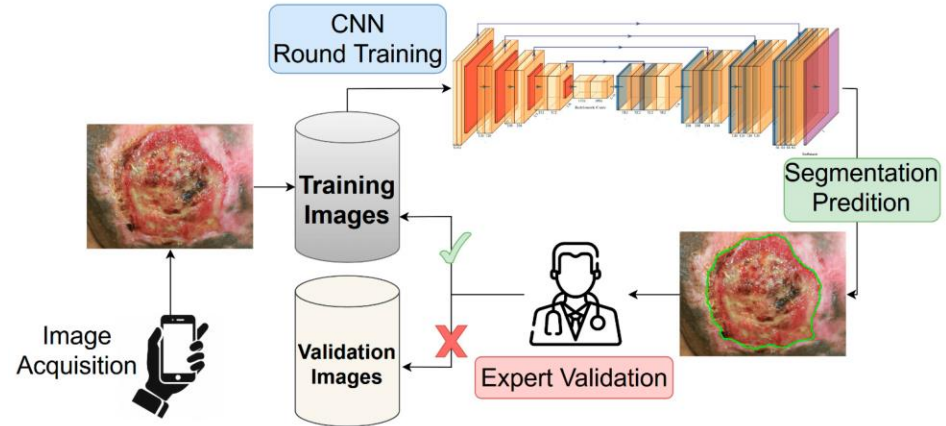 CNN
Round Training
Training
Images
Segmentation
Predition
Image
Acquisition
Validation
Images
Expert Validation